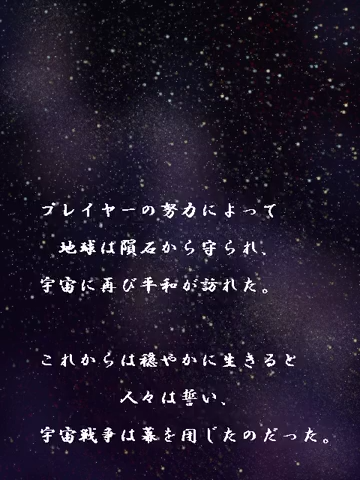 プレイヤーの努力によって
地球は隕石から守られ、
宇宙に再び平和が訪れた。
これからは穏やかに生きると
人々は誓い、
宇宙戦争は幕を閉じたのだった。